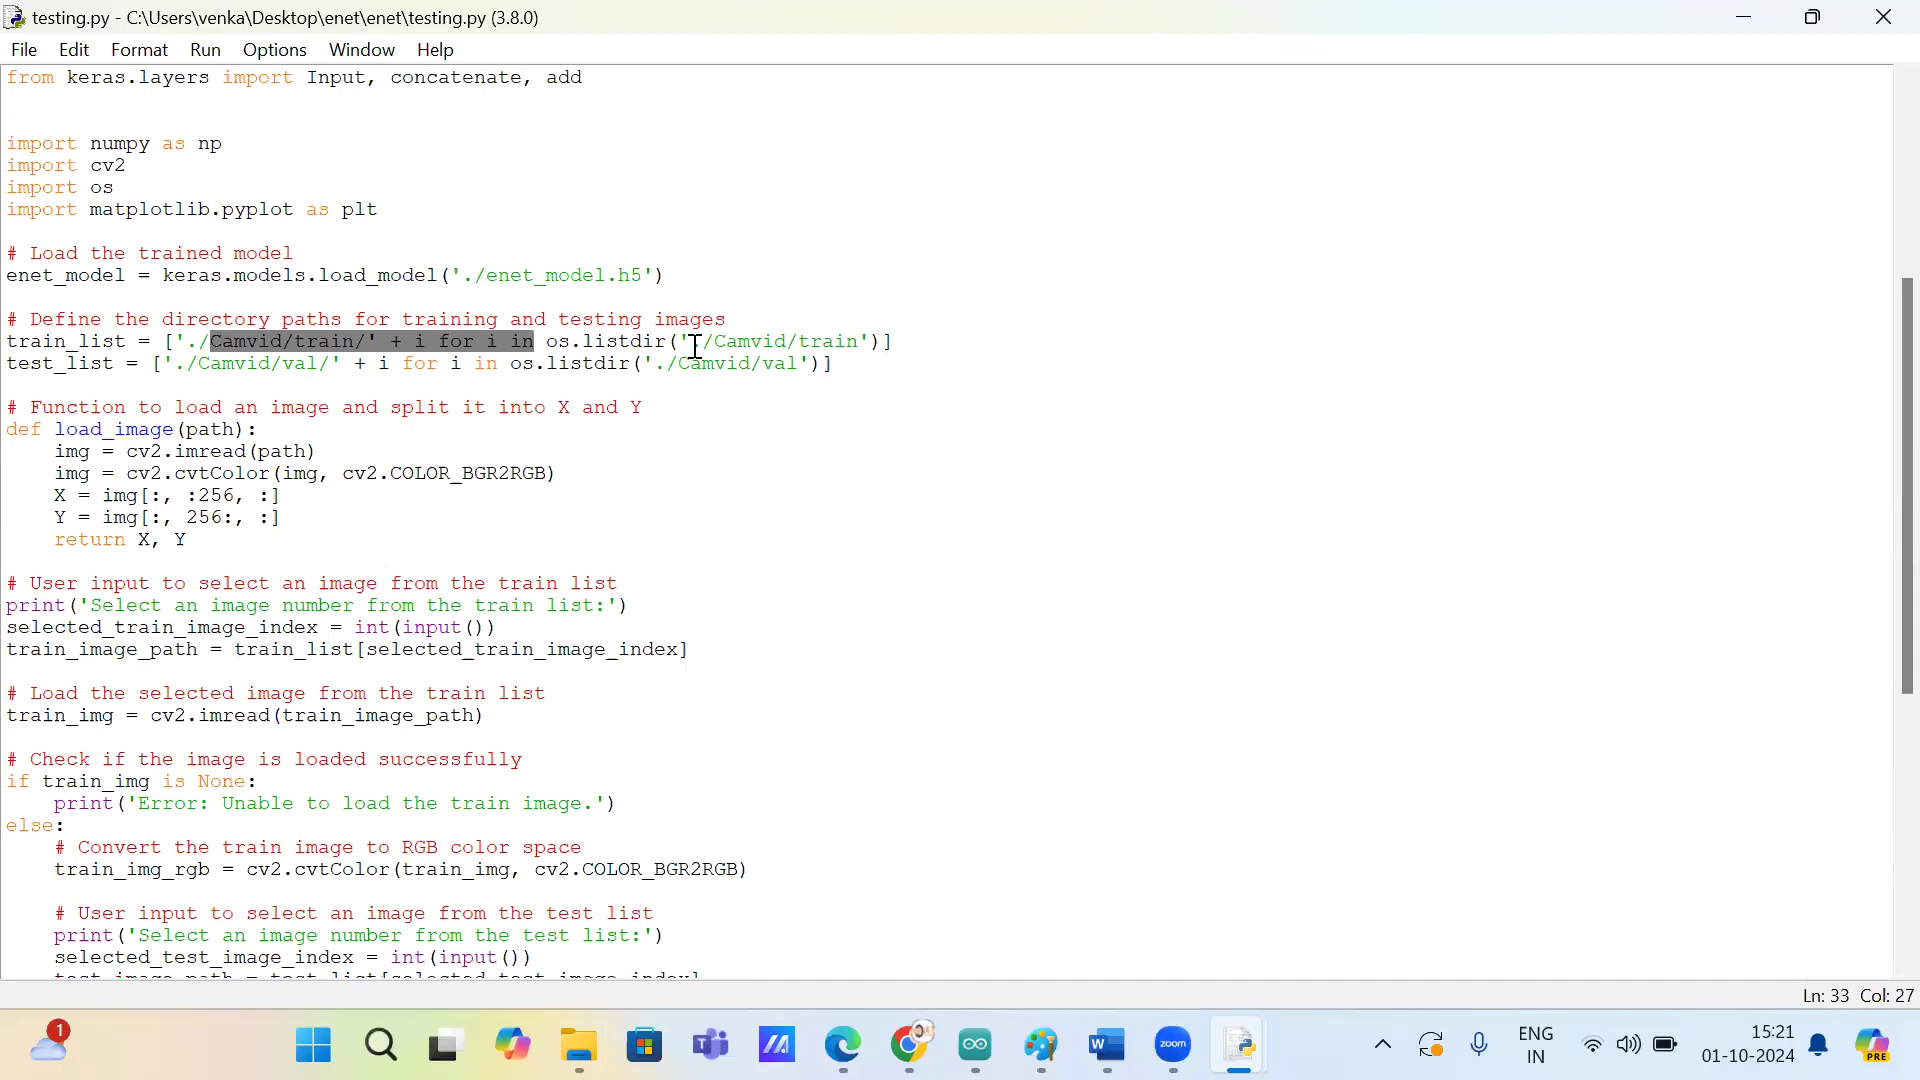 testing.py - C:\Users\venka\Desktop\enet\enet\testing.py (3.8.0)
File Edit Format Run Options Window Help
from keras.layers import Input, concatenate, add
import numpy as np
import cv2
import os
import matplotlib.pyplot as plt
# Load the trained model
enet_model = keras.models.load_model('./enet_model.h5')
# Define the directory paths for training and testing images
train_list = ['./Camvid/train/' + i for i in os.listdir('./Camvid/train')]
test_list = ['./Camvid/val/' + i for i in os.listdir('./Camvid/val')]
# Function to load an image and split it into X and Y
def load_image(path):
    img = cv2.imread(path)
    img = cv2.cvtColor(img, cv2.COLOR_BGR2RGB)
    X = img[:, :256, :]
    Y = img[:, 256:, :]
    return X, Y
# User input to select an image from the train list
print('Select an image number from the train list:')
selected_train_image_index = int(input())
train_image_path = train_list[selected_train_image_index]
# Load the selected image from the train list
train_img = cv2.imread(train_image_path)
# Check if the image is loaded successfully
if train_img is None:
    print('Error: Unable to load the train image.')
else:
    # Convert the train image to RGB color space
    train_img_rgb = cv2.cvtColor(train_img, cv2.COLOR_BGR2RGB)
    # User input to select an image from the test list
    print('Select an image number from the test list:')
    selected_test_image_index = int(input())
    test_image_path = test_list[selected_test_image_index]
Ln: 33 Col: 27
1
zoom
ENG
IN
15:21
01-10-2024
PRE